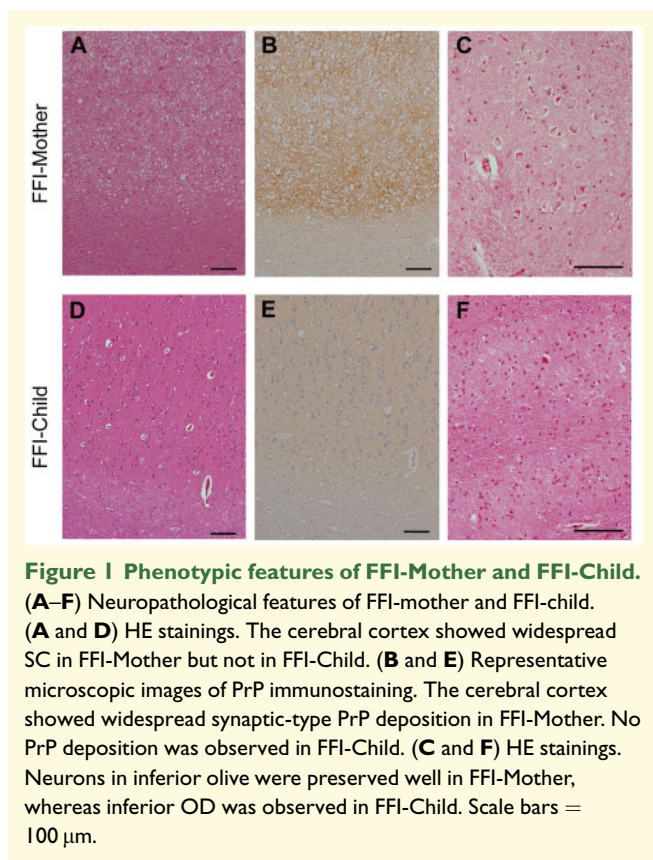 A
B
C
FFI-Mother
D
E
F
FFI-Child
Figure 1 Phenotypic features of FFI-Mother and FFI-Child.
(A–F) Neuropathological features of FFI-mother and FFI-child.
(A and D) HE stainings. The cerebral cortex showed widespread
SC in FFI-Mother but not in FFI-Child. (B and E) Representative
microscopic images of PrP immunostaining. The cerebral cortex
showed widespread synaptic-type PrP deposition in FFI-Mother. No
PrP deposition was observed in FFI-Child. (C and F) HE stainings.
Neurons in inferior olive were preserved well in FFI-Mother,
whereas inferior OD was observed in FFI-Child. Scale bars =
100 μm.